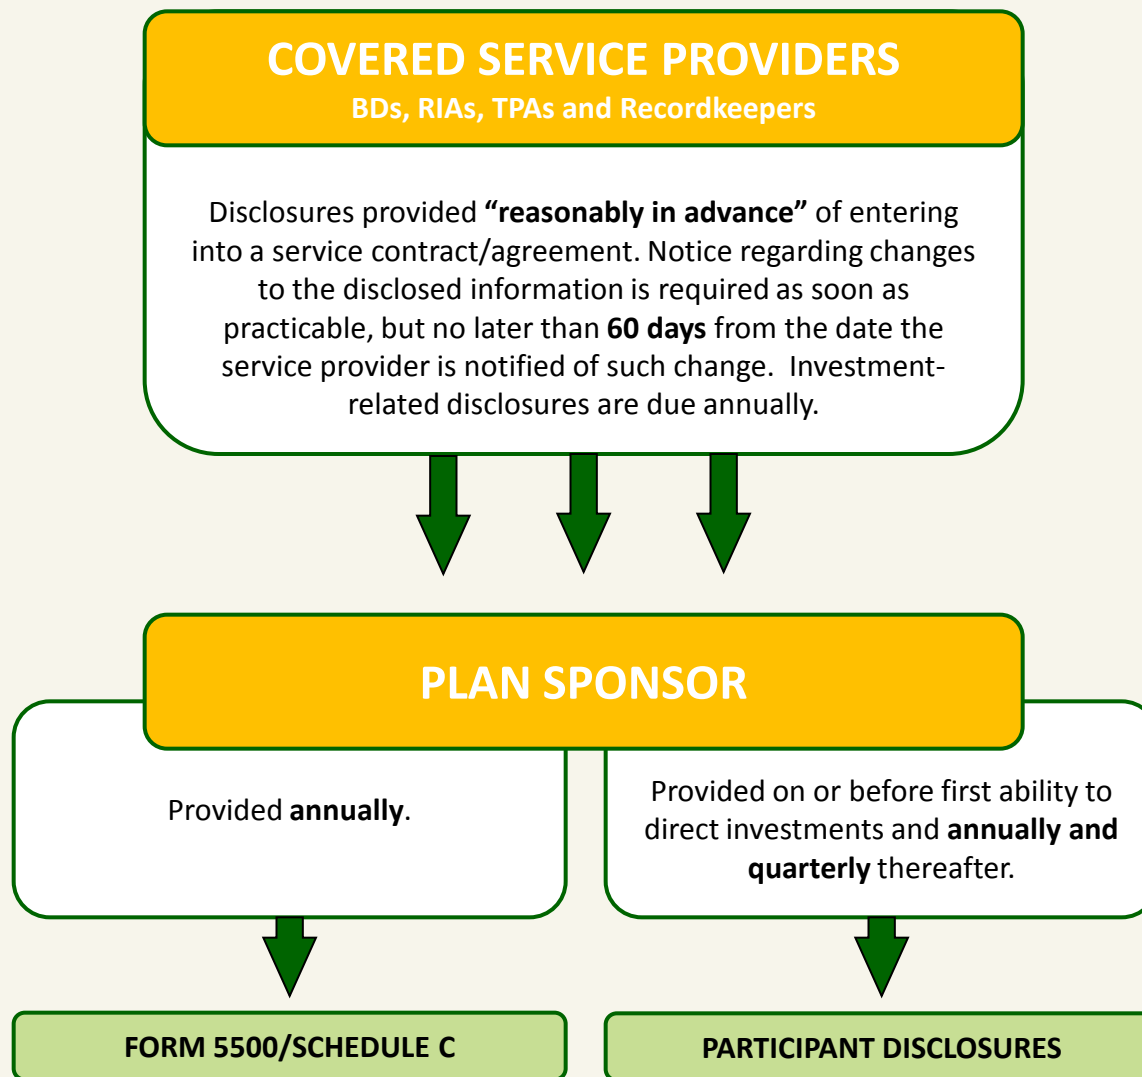 COVERED SERVICE PROVIDERS
BDs, RIAs, TPAs and Recordkeepers
Disclosures provided “reasonably in advance” of entering
into a service contract/agreement. Notice regarding changes
to the disclosed information is required as soon as
practicable, but no later than 60 days from the date the
service provider is notified of such change.  Investment-
related disclosures are due annually.
PLAN SPONSOR
Provided annually.
Provided on or before first ability to
direct investments and annually and
quarterly thereafter.
FORM 5500/SCHEDULE C
PARTICIPANT DISCLOSURES